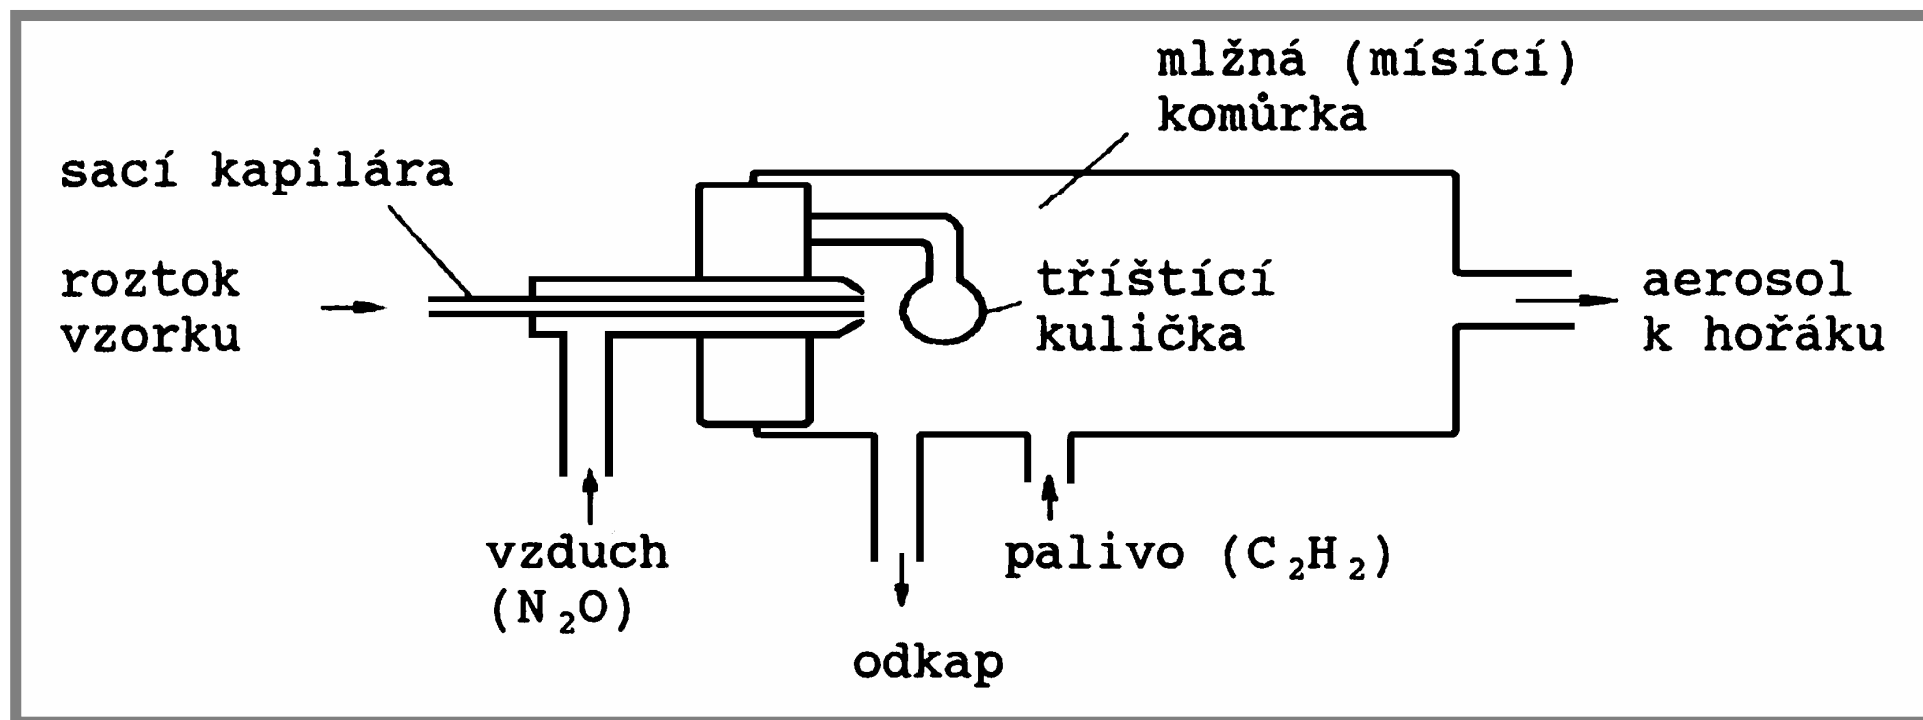 mlžná (mísící)
komůrka
sací kapilára
roztok
vzorku
tříštící
kulička
aerosol
k hořáku
vzduch
(N₂O)
palivo (C₂H₂)
odkap